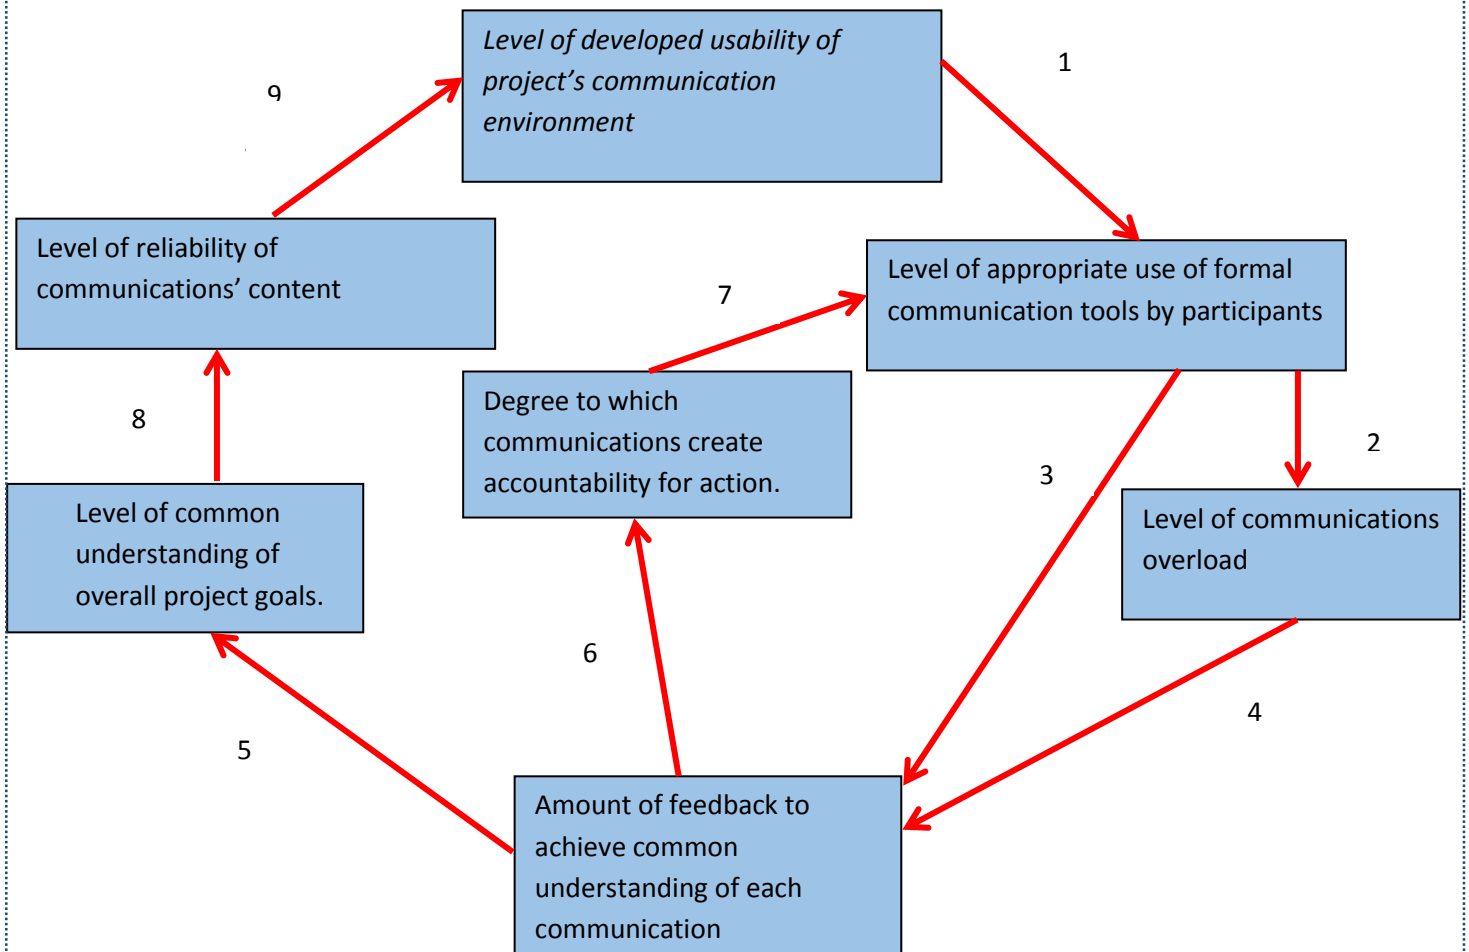 Level of developed usability of
project's communication
environment
1
9
Level of reliability of
communications' content
Level of appropriate use of formal
communication tools by participants
7
Degree to which
communications create
accountability for action.
8
3
2
Level of common
understanding of
overall project goals.
Level of communications
overload
6
4
5
Amount of feedback to
achieve common
understanding of each
communication